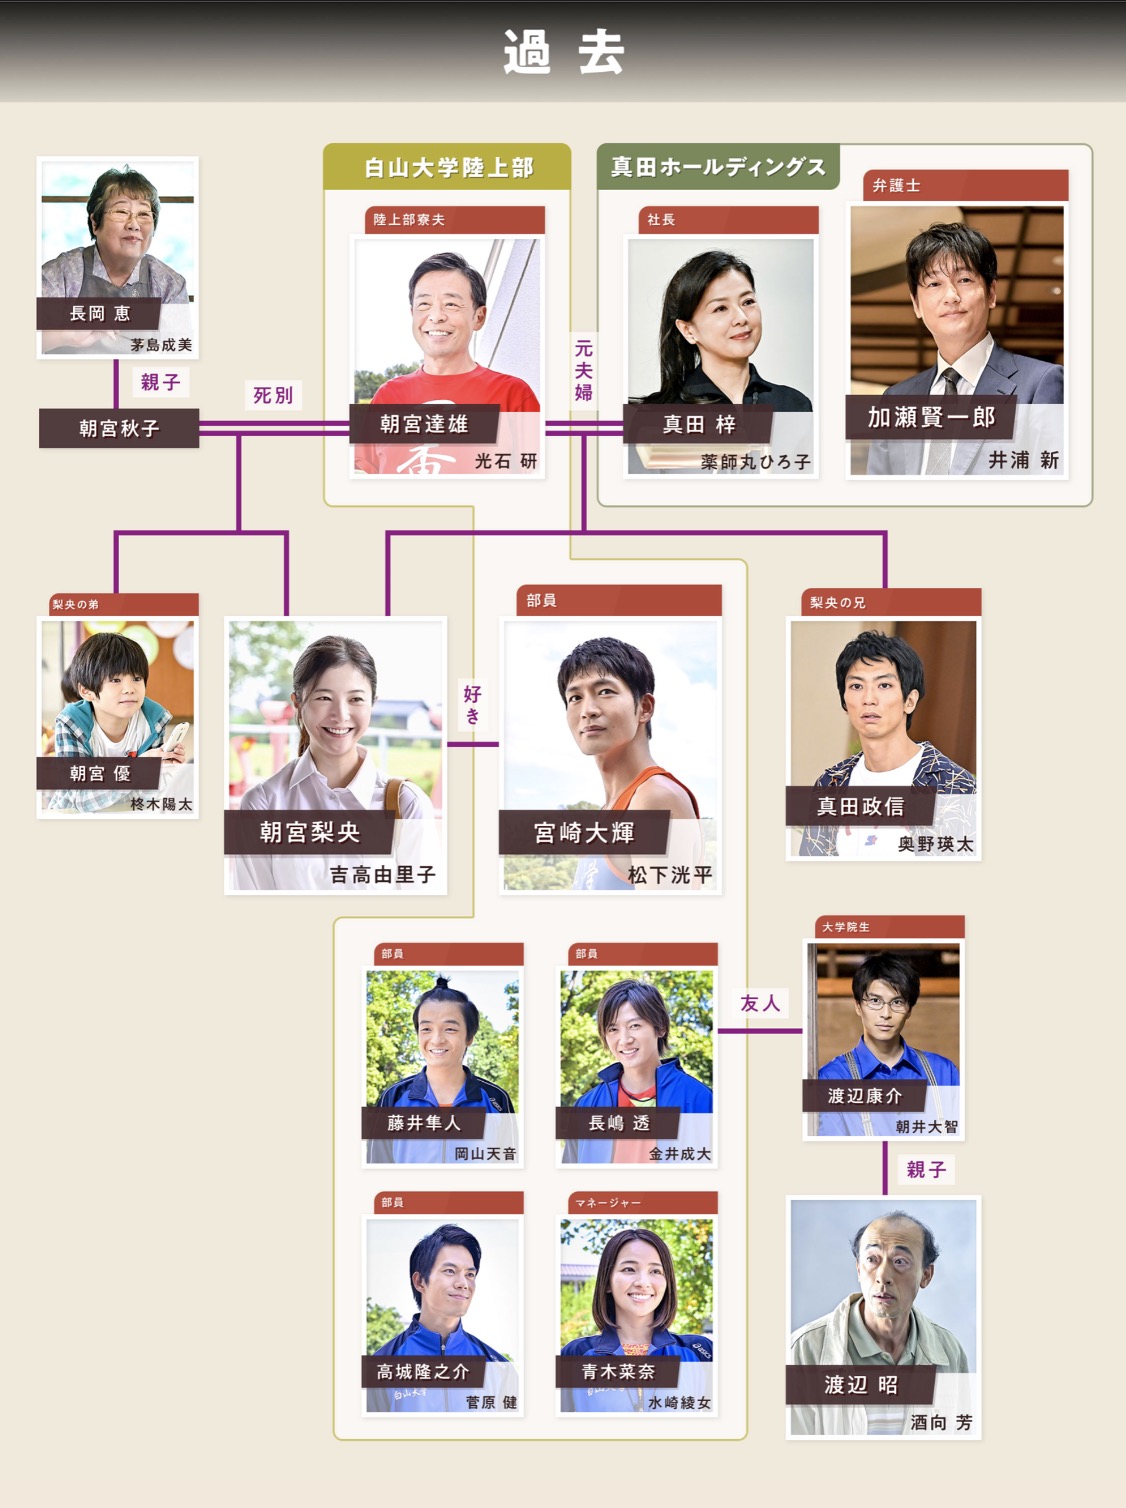 過去
白山大学陸上部
真田ホールディングス
弁護士
陸上部寮夫
社長
長岡 恵
茅島成美
親子
死別
元夫婦
朝宮秋子
朝宮達雄
光石 研
真田 梓
薬師丸ひろ子
加瀬賢一郎
井浦 新
梨央の弟
部員
梨央の兄
朝宮 優
柊木陽太
好き
朝宮梨央
吉高由里子
宮崎大輝
松下洸平
真田政信
奥野瑛太
部員
部員
大学院生
友人
藤井隼人
岡山天音
長嶋 透
金井成大
渡辺康介
朝井大智
親子
部員
マネージャー
高城隆之介
菅原 健
白山大学
青木菜奈
水崎綾女
渡辺 昭
酒向 芳